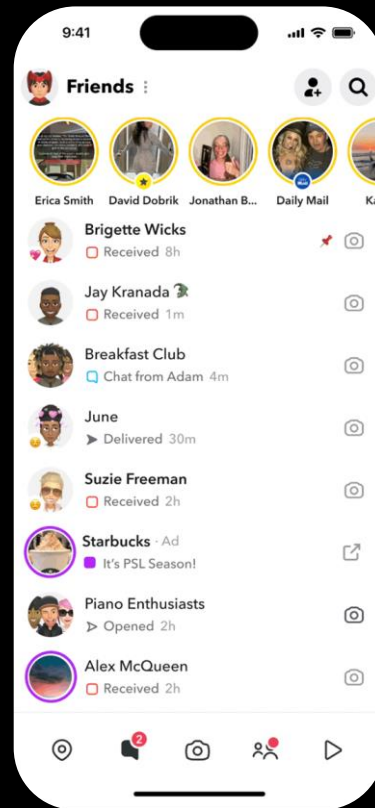 9:41
Friends
Erica Smith David Dobrik Jonathan B... Daily Mail Ka
Brigette Wicks
Received 8h
Jay Kranada
Received 1m
Breakfast Club
Chat from Adam 4m
June
Delivered 30m
Suzie Freeman
Received 2h
Starbucks · Ad
It's PSL Season!
Piano Enthusiasts
Opened 2h
Alex McQueen
Received 2h
2